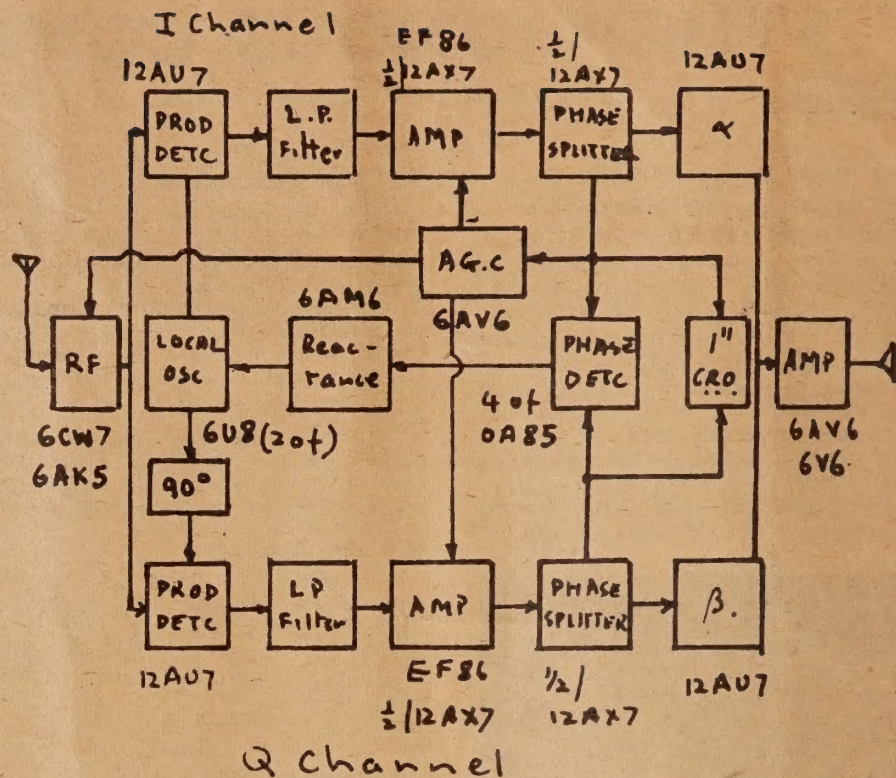 I Channel
12AU7
EF86
½/12AX7
½/
12AX7
12AU7
PROD
DETC
L.P.
Filter
AMP
PHASE
SPLITTER
α
A.G.C
6AV6
6AM6
RF
LOCAL
OSC
Reac-
tance
PHASE
DETC
1"
CRO
AMP
6CW7
6AK5
6U8 (2 of)
4 of
OA85
6AV6
6V6.
90°
PROD
DETC
LP
Filter
AMP
PHASE
SPLITTER
β.
12AU7
EF86
½/12AX7
½/
12AX7
12AU7
Q Channel